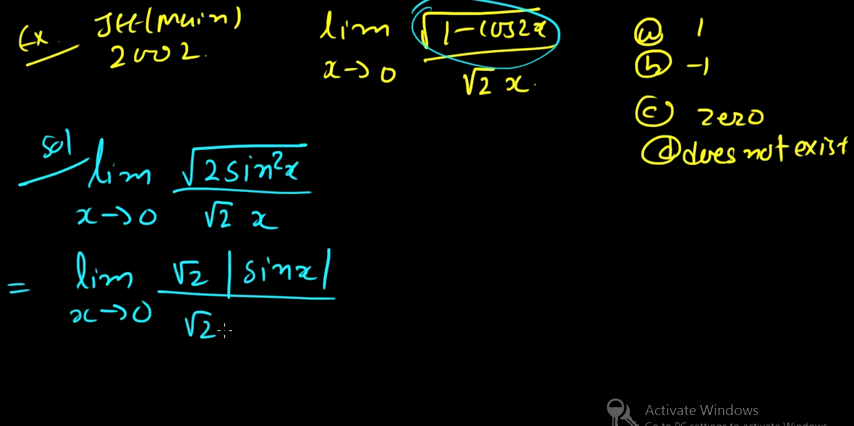 Ex. JEE(Main) 2002. lim x→0 √(1-cos2x) / √2 x.
(a) 1
(b) -1
(c) zero
(d) does not exist
Sol lim x→0 √(2sin²x) / √2 x
= lim x→0 √2 |sinx| / √2
Activate Windows